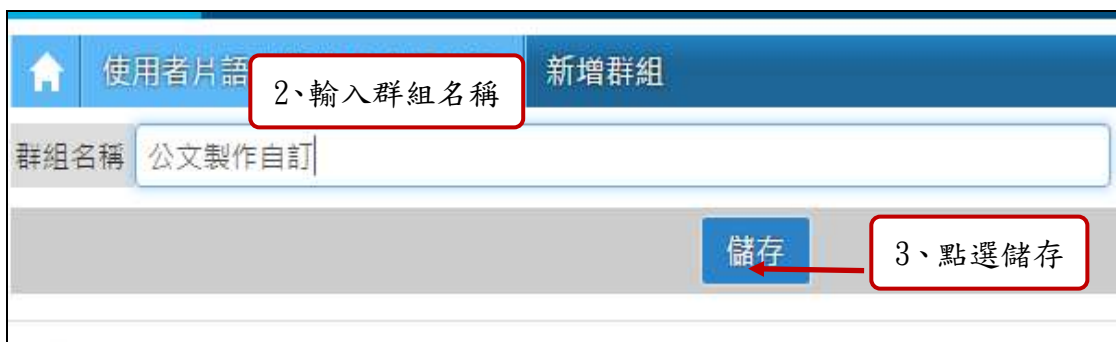 使用者片語
新增群組
2、輸入群組名稱
群組名稱 公文製作自訂
儲存
3、點選儲存